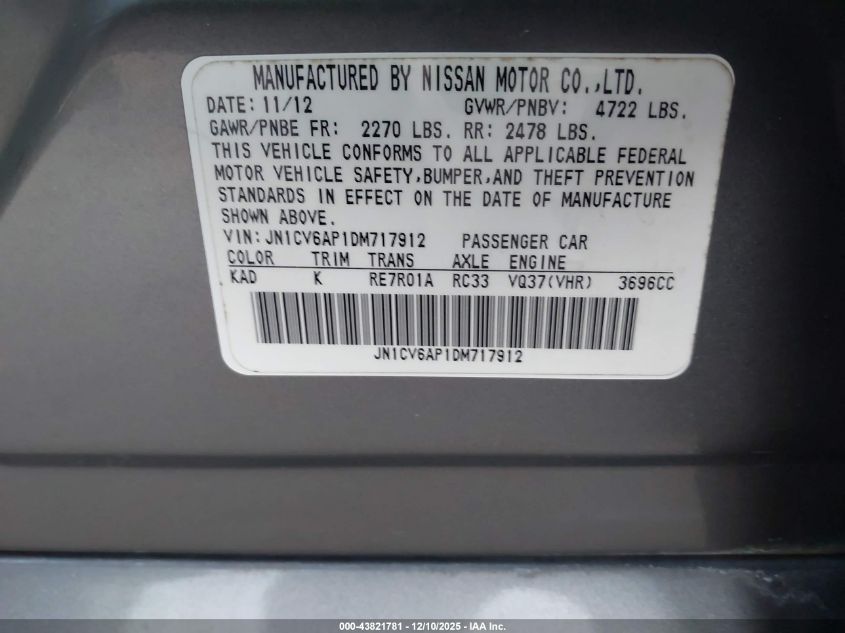 MANUFACTURED BY NISSAN MOTOR CO.,LTD.
DATE: 11/12 GVWR/PNBV: 4722 LBS.
GAWR/PNBE FR: 2270 LBS. RR: 2478 LBS.
THIS VEHICLE CONFORMS TO ALL APPLICABLE FEDERAL
MOTOR VEHICLE SAFETY,BUMPER,AND THEFT PREVENTION
STANDARDS IN EFFECT ON THE DATE OF MANUFACTURE
SHOWN ABOVE.
VIN: JN1CV6AP1DM717912 PASSENGER CAR
COLOR TRIM TRANS AXLE ENGINE
KAD K RE7R01A RC33 VQ37(VHR) 3696CC
JN1CV6AP1DM717912
000-43821781 - 12/10/2025 - IAA Inc.